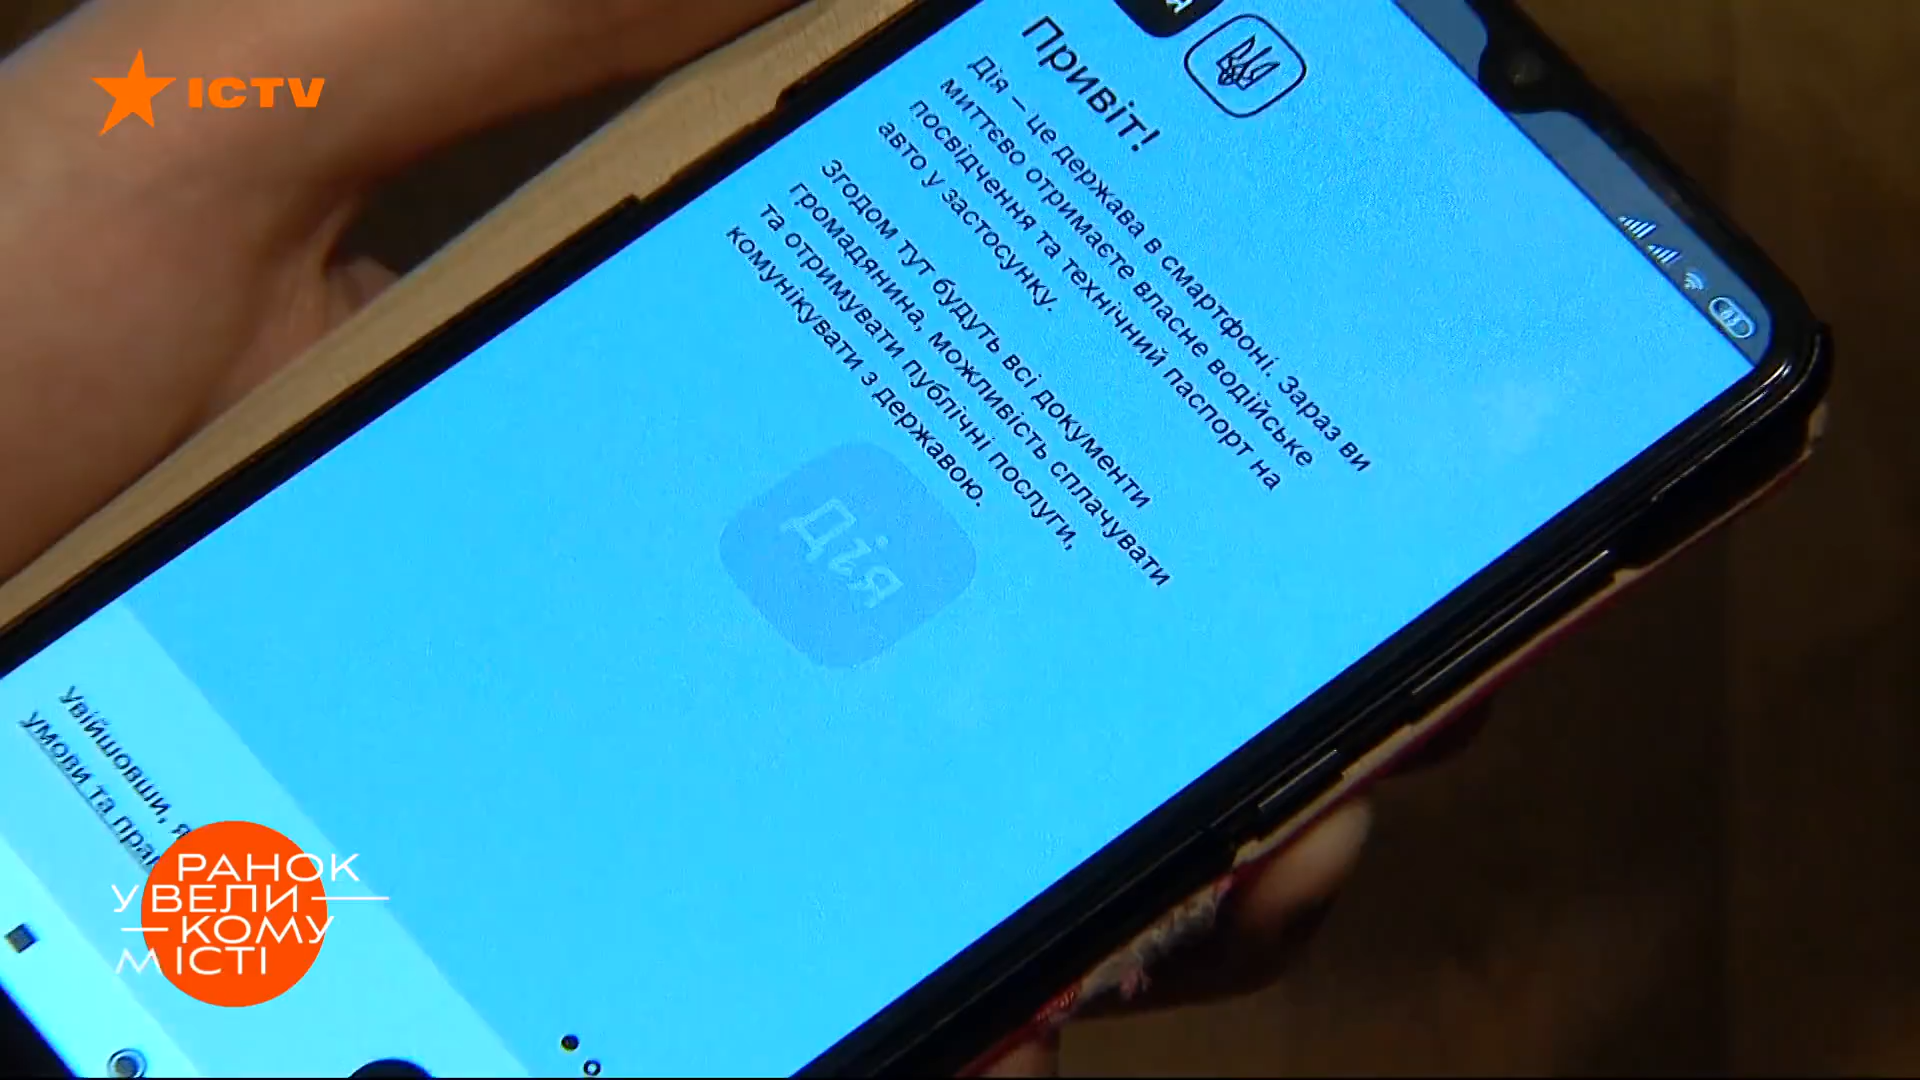 ICTV
Привіт!
Дія – це держава в смартфоні. Зараз ви
миттєво отримаєте власне водійське
посвідчення та технічний паспорт на
авто у застосунку.
Згодом тут будуть всі документи
громадянина, можливість сплачувати
та отримувати публічні послуги,
комунікувати з державою.
Дія
Увійшовши, я
умови та
РАНОК
У ВЕЛИ—
—КОМУ
МІСТІ